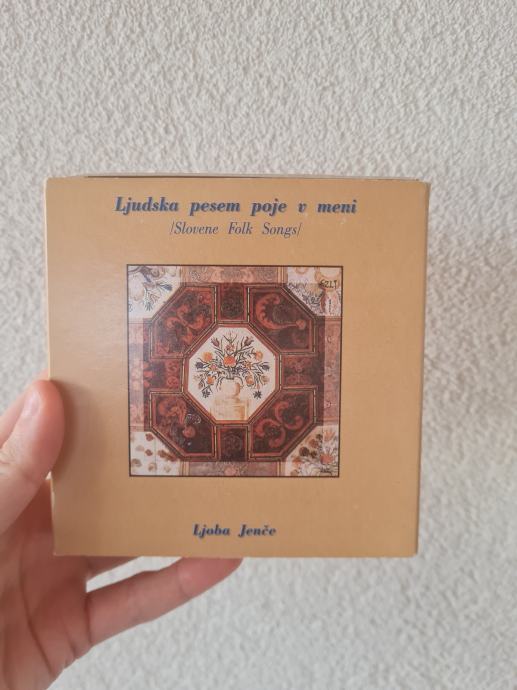 Ljudska pesem poje v meni
/Slovene Folk Songs/
Ljoba Jenče